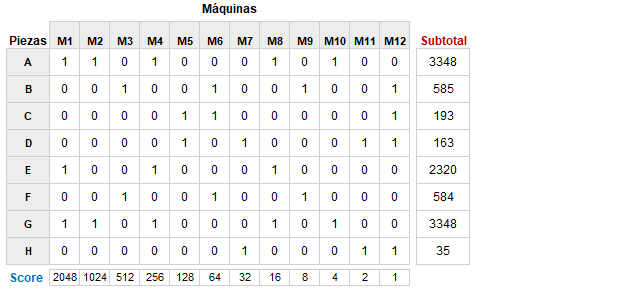 Máquinas
Piezas M1 M2 M3 M4 M5 M6 M7 M8 M9 M10 M11 M12 Subtotal
A 1 1 0 1 0 0 0 1 0 1 0 0 3348
B 0 0 1 0 0 1 0 0 1 0 0 1 585
C 0 0 0 0 1 1 0 0 0 0 0 1 193
D 0 0 0 0 1 0 1 0 0 0 1 1 163
E 1 0 0 1 0 0 0 1 0 0 0 0 2320
F 0 0 1 0 0 1 0 0 1 0 0 0 584
G 1 1 0 1 0 0 0 1 0 1 0 0 3348
H 0 0 0 0 0 0 1 0 0 0 1 1 35
Score 2048 1024 512 256 128 64 32 16 8 4 2 1